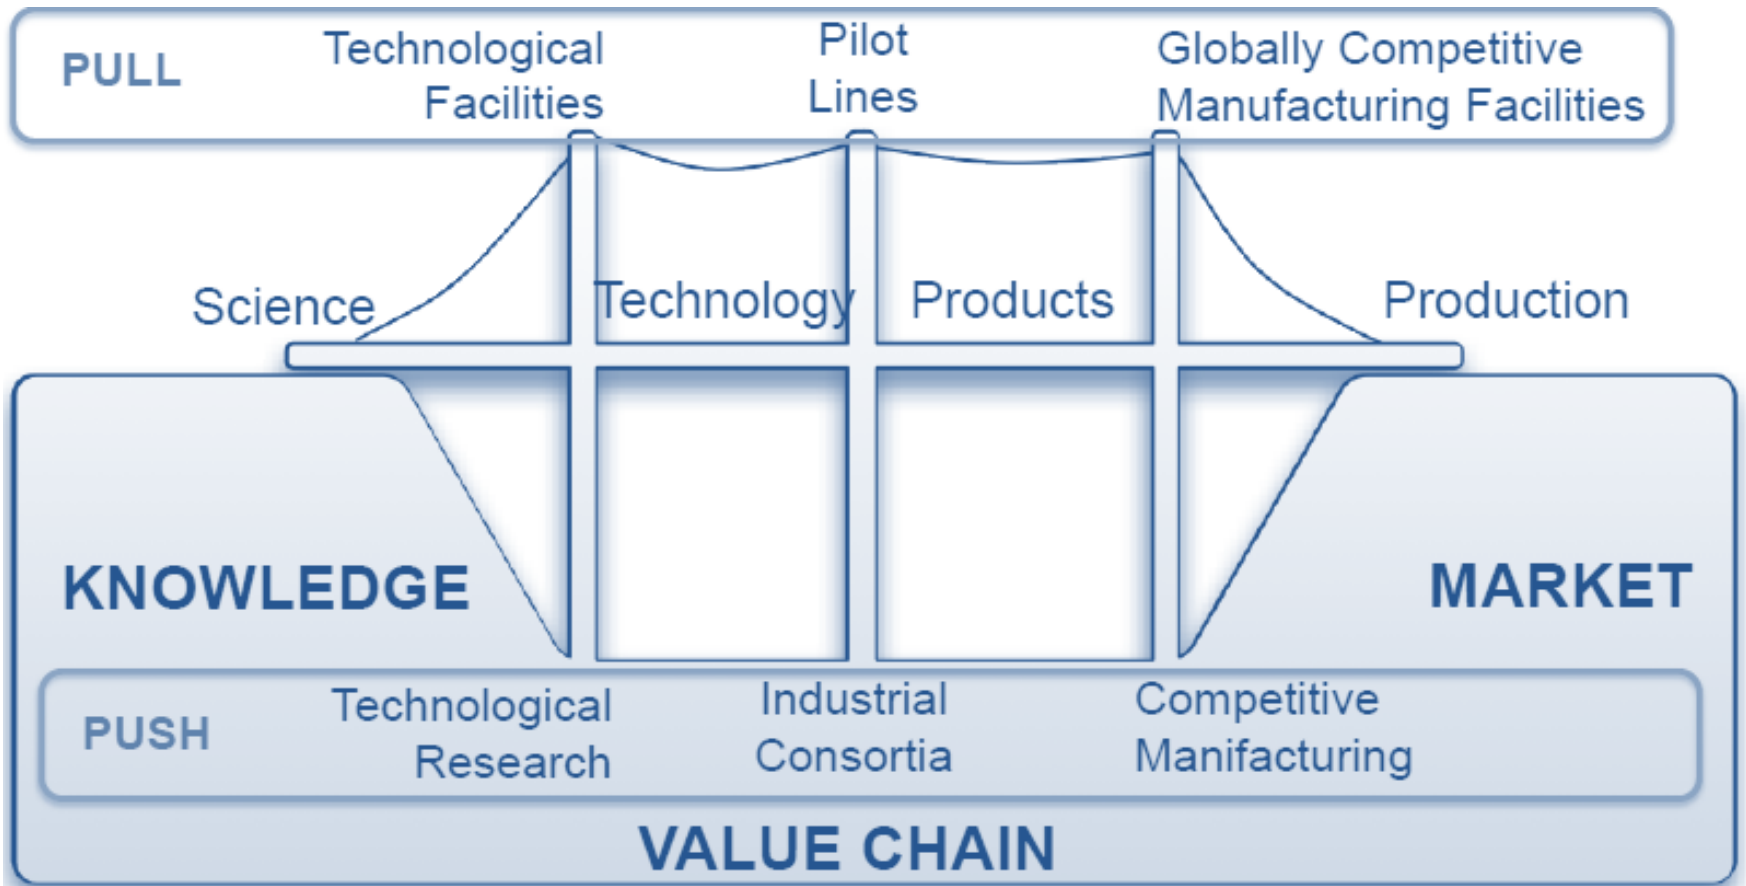 PULL
Technological
Facilities
Pilot
Lines
Globally Competitive
Manufacturing Facilities
Science
Technology
Products
Production
KNOWLEDGE
MARKET
PUSH
Technological
Research
Industrial
Consortia
Competitive
Manifacturing
VALUE CHAIN